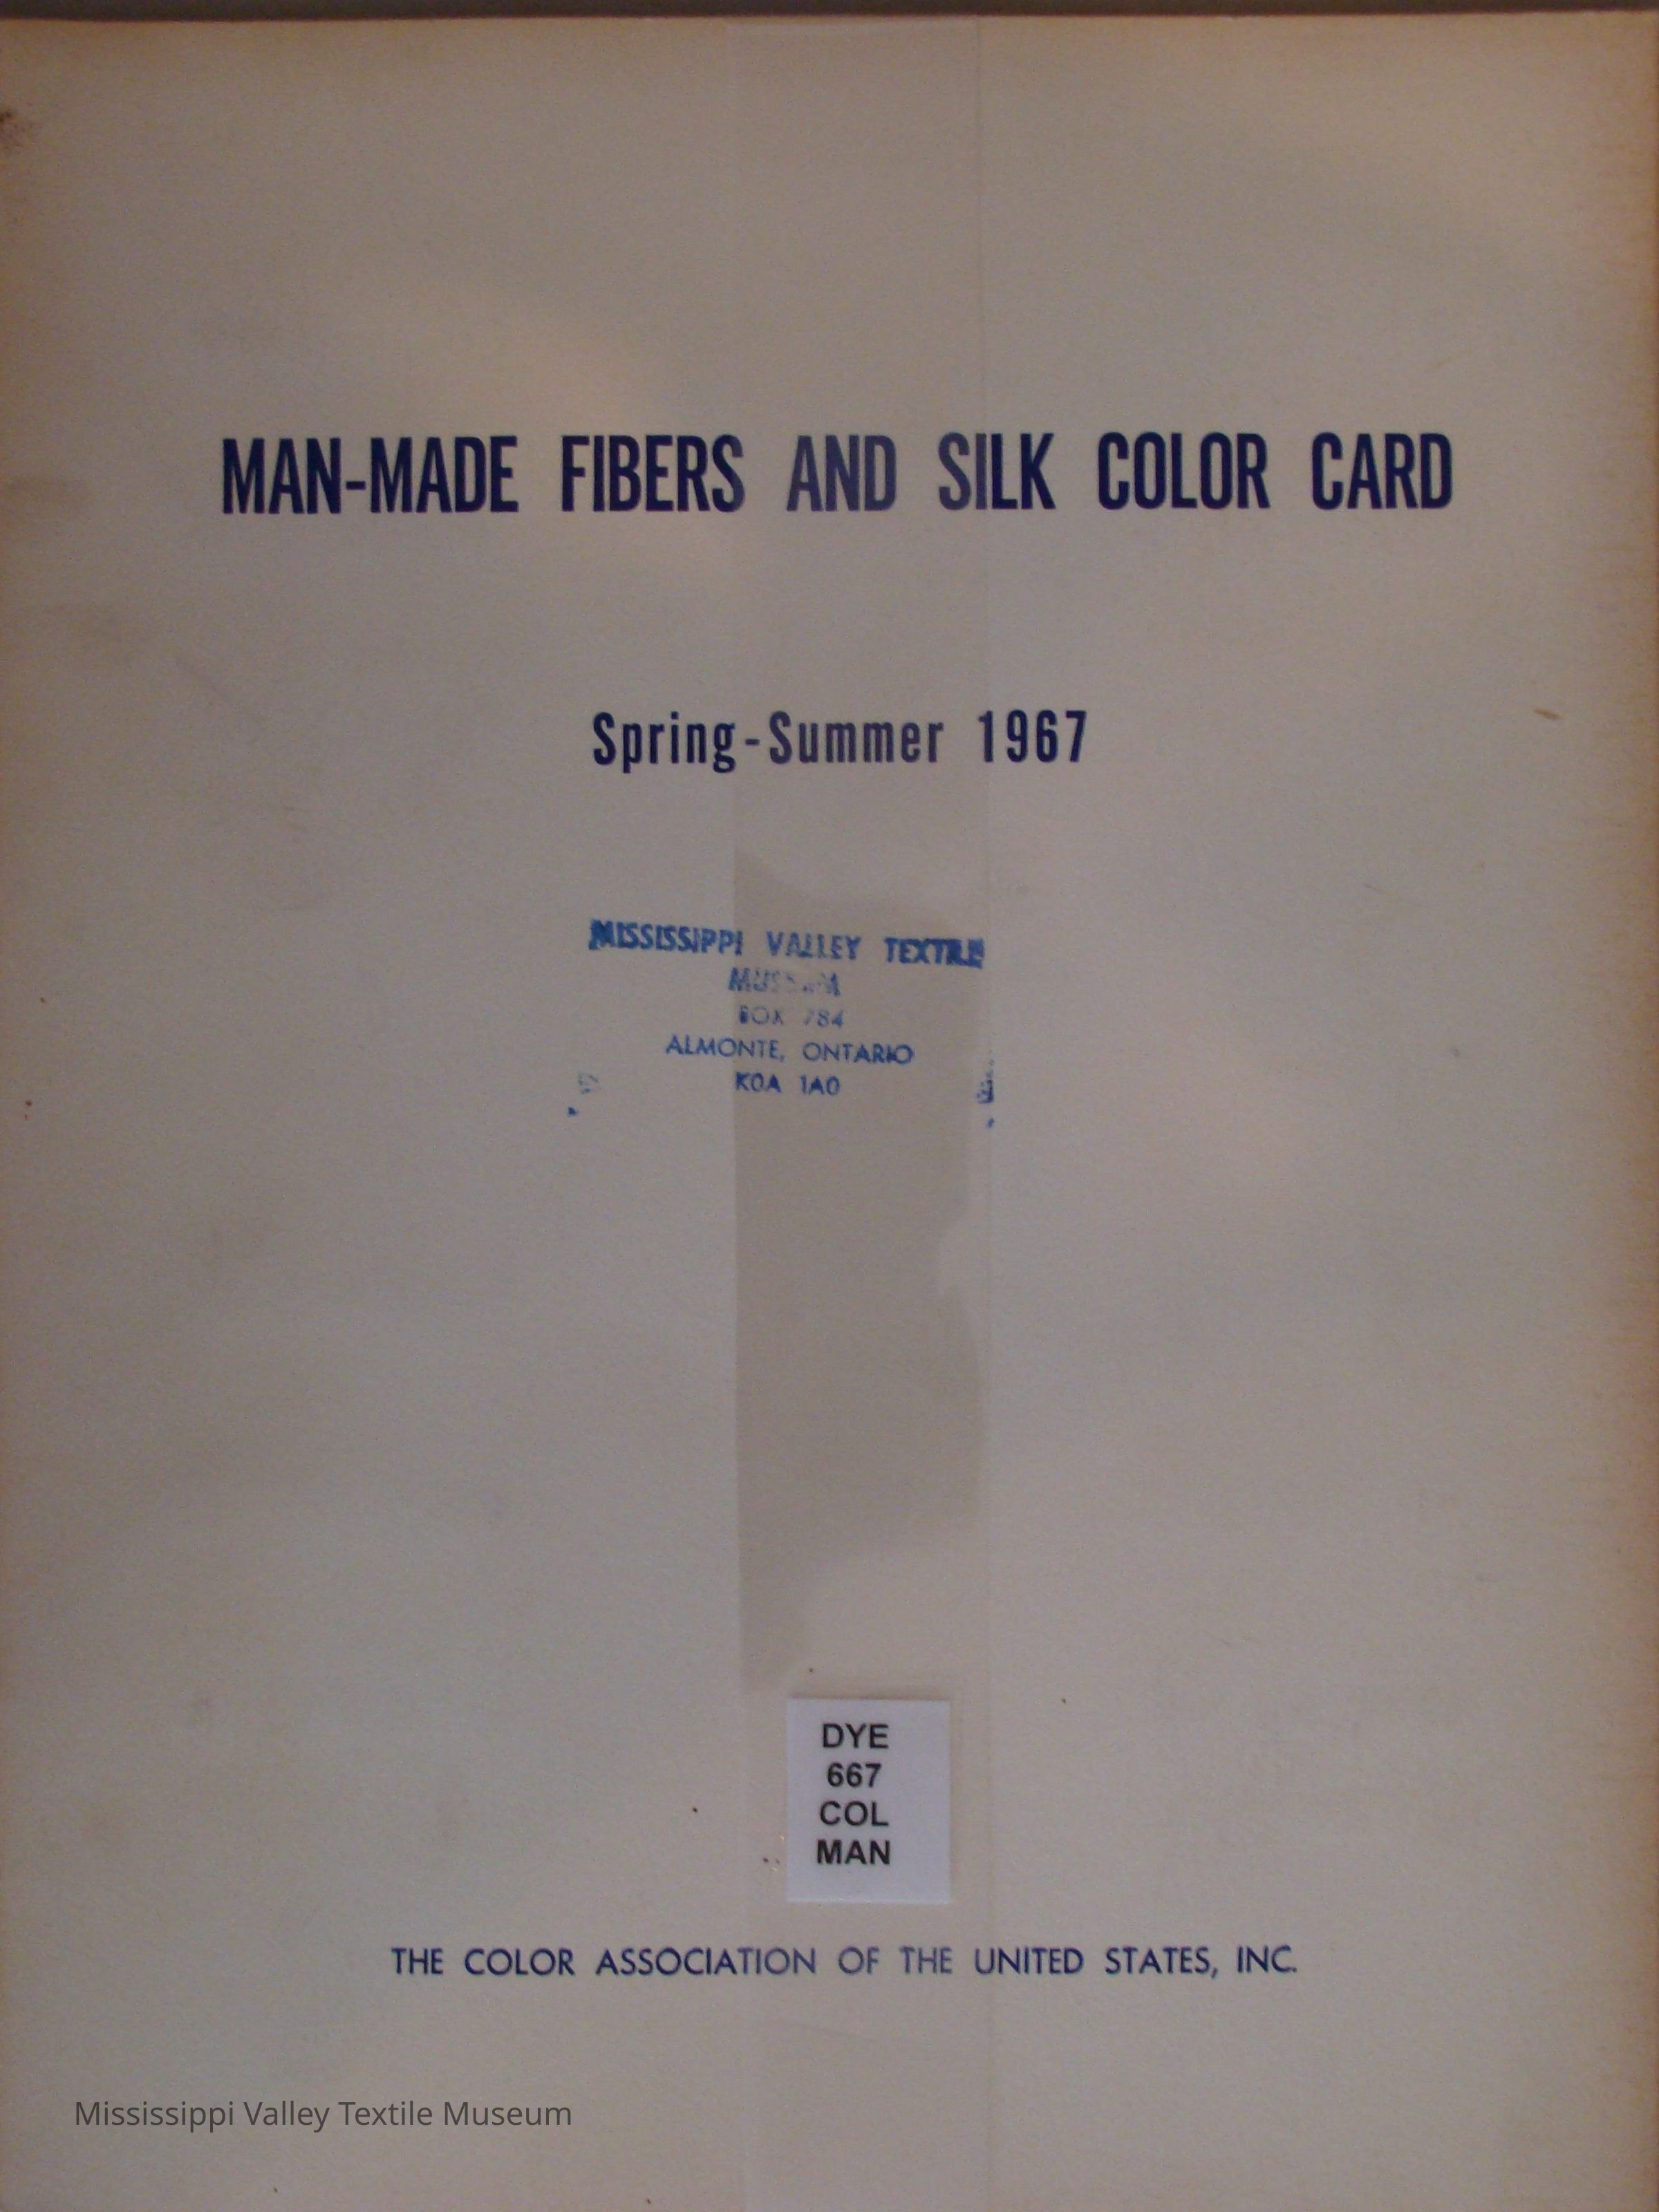 MAN-MADE FIBERS AND SILK COLOR CARD
Spring-Summer 1967
MISSISSIPPI VALLEY TEXTILE
MUSEUM
BOX 784
ALMONTE, ONTARIO
K0A 1A0
DYE
667
COL
MAN
THE COLOR ASSOCIATION OF THE UNITED STATES, INC.
Mississippi Valley Textile Museum